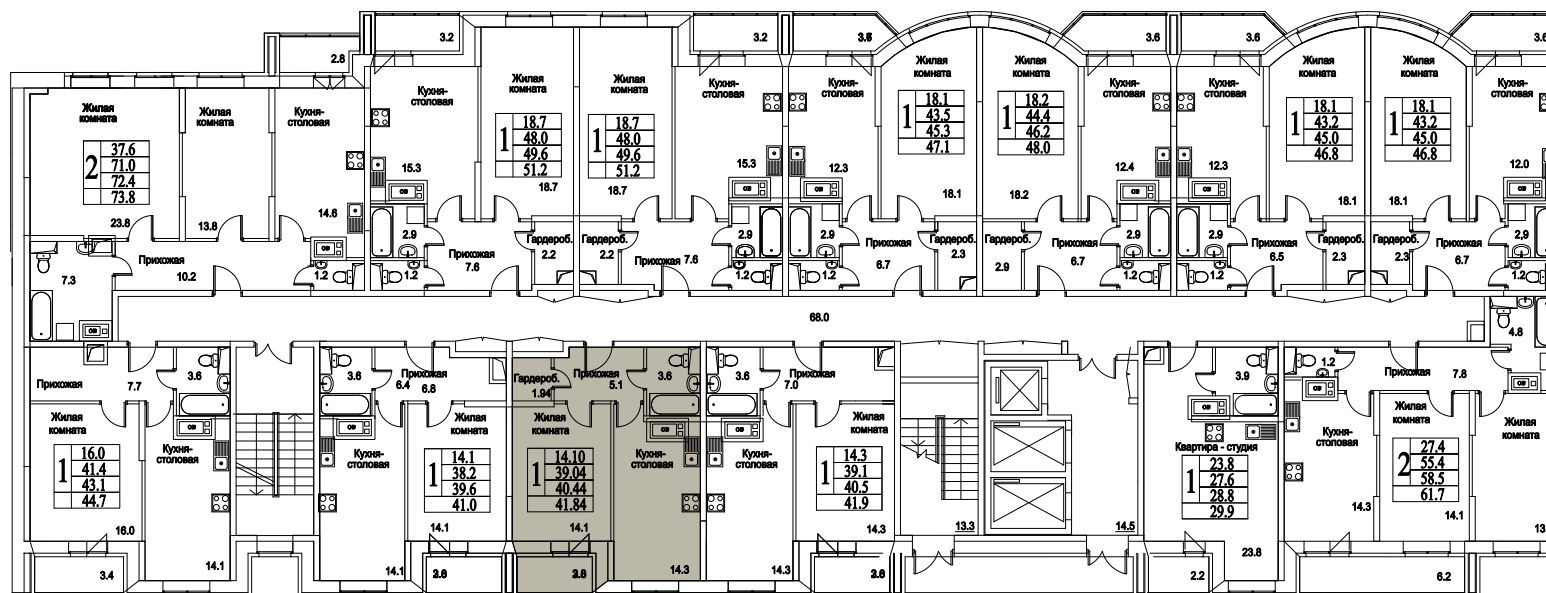 2.8
3.2
3.2
3.6
3.6
3.6
Жилая
комната
Жилая
комната
Кухня-
столовая
2
37.6
71.0
72.4
73.8
23.8
13.8
14.6
ОВ
1.2
Прихожая
10.2
7.3
ОВ
Кухня-
столовая
15.3
ОВ
2.9
1.2
Жилая
комната
1
18.7
48.0
49.6
51.2
18.7
Прихожая
7.6
Гардероб.
2.2
Жилая
комната
1
18.7
48.0
49.6
51.2
18.7
Кухня-
столовая
15.3
ОВ
2.9
1.2
Гардероб.
2.2
Прихожая
7.6
Кухня-
столовая
12.3
ОВ
2.9
1.2
Жилая
комната
1
18.1
43.5
45.3
47.1
18.1
Прихожая
6.7
Гардероб.
2.3
Жилая
комната
1
18.2
44.4
46.2
48.0
18.2
Кухня-
столовая
12.4
ОВ
2.9
1.2
Гардероб.
2.9
Прихожая
6.7
Кухня-
столовая
12.3
ОВ
2.9
1.2
Жилая
комната
1
18.1
43.2
45.0
46.8
18.1
Прихожая
6.5
Гардероб.
2.3
Жилая
комната
1
18.1
43.2
45.0
46.8
18.1
Кухня-
столовая
12.0
ОВ
2.9
1.2
Гардероб.
2.3
Прихожая
6.7
68.0
Прихожая
7.7
3.6
Жилая
комната
1
16.0
41.4
43.1
44.7
16.0
ОВ
Кухня-
столовая
14.1
3.4
3.6
6.4
Прихожая
6.8
ОВ
Кухня-
столовая
14.1
Жилая
комната
1
14.1
38.2
39.6
41.0
14.1
Гардероб.
1.94
Прихожая
5.1
3.6
Жилая
комната
1
14.10
39.04
40.44
41.84
14.1
ОВ
Кухня-
столовая
14.3
3.6
Прихожая
7.0
ОВ
Кухня-
столовая
14.3
Жилая
комната
1
14.3
39.1
40.5
41.9
14.3
13.3
14.5
3.9
ОВ
Квартира - студия
1
23.8
27.6
28.8
29.9
23.8
2.2
1.2
Прихожая
7.8
4.8
ОВ
ОВ
Кухня-
столовая
14.3
Жилая
комната
2
27.4
55.4
58.5
61.7
14.1
Жилая
комната
6.2